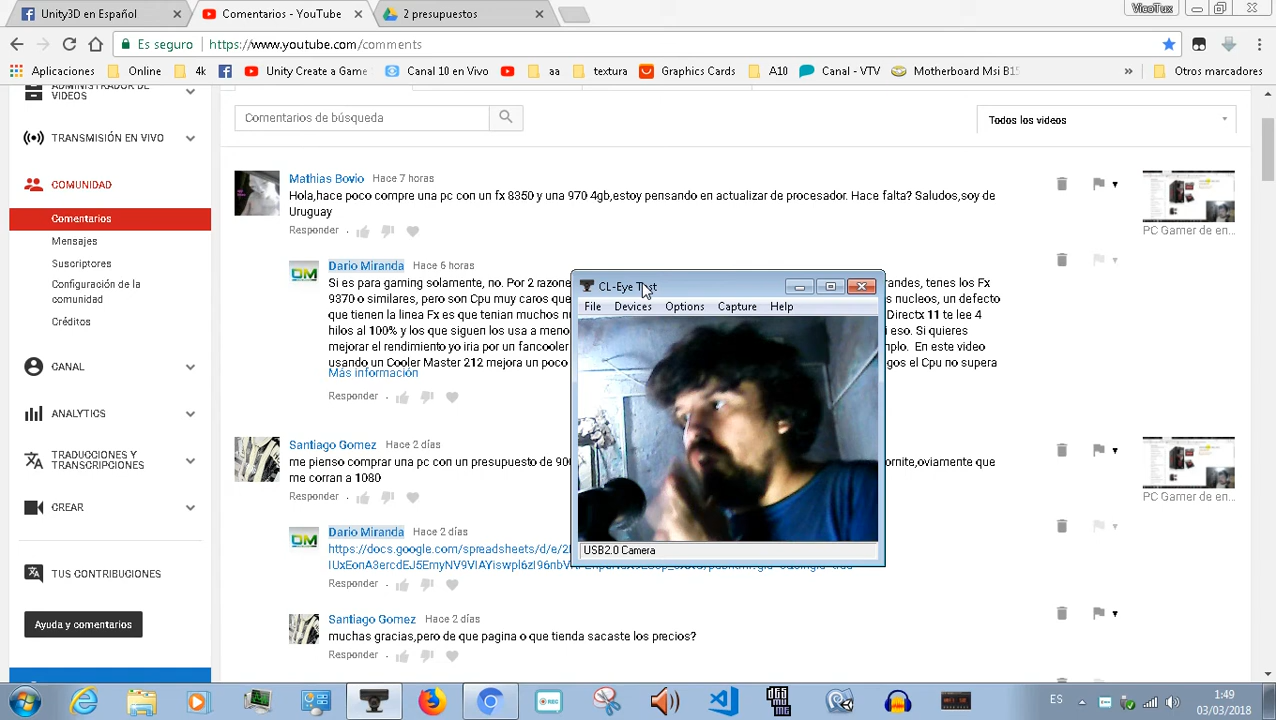 Unity3D en Español
Comentarios - YouTube
2 presupuestos
VicoTux
Es seguro
https://www.youtube.com/comments
Aplicaciones
Online
4k
Unity Create a Game
Canal 10 en Vivo
aa
textura
Graphics Cards
A10
Canal - VTV
Motherboard Msi B15
»
Otros marcadores
ADMINISTRADOR DE
VIDEOS
TRANSMISIÓN EN VIVO
COMUNIDAD
Comentarios
Mensajes
Suscriptores
Configuración de la
comunidad
Créditos
CANAL
ANALYTICS
TRADUCCIONES Y
TRANSCRIPCIONES
CREAR
TUS CONTRIBUCIONES
Ayuda y comentarios
Comentarios de búsqueda
Todos los videos
Mathias Bovio Hace 7 horas
Hola,hace poco compre una pc con un fx 8350 y una 970 4gb,estoy pensando en actualizar de procesador. Hace falta? Saludos,soy de
Uruguay
Responder
PC Gamer de en...
Dario Miranda Hace 6 horas
Si es para gaming solamente, no. Por 2 razone
randes, tenes los Fx
9370 o similares, pero son Cpu muy caros que
s nucleos, un defecto
que tienen la linea Fx es que tenian muchos n
Directx 11 te lee 4
hilos al 100% y los que siguen los usa a meno
i eso. Si quieres
mejorar el rendimiento yo iria por un fancooler
mplo. En este video
usando un Cooler Master 212 mejora un poco
gos el Cpu no supera
Más información
Responder
Santiago Gomez Hace 2 días
me pienso comprar una pc con un presupuesto de 90
ornite,oviamente que
me corran a 1080
Responder
PC Gamer de en...
Dario Miranda Hace 2 días
https://docs.google.com/spreadsheets/d/e/2
Responder
Santiago Gomez Hace 2 días
muchas gracias,pero de que pagina o que tienda sacaste los precios?
Responder
CL-Eye Test
File Devices Options Capture Help
USB2.0 Camera
REC
ES
1:49
03/03/2018